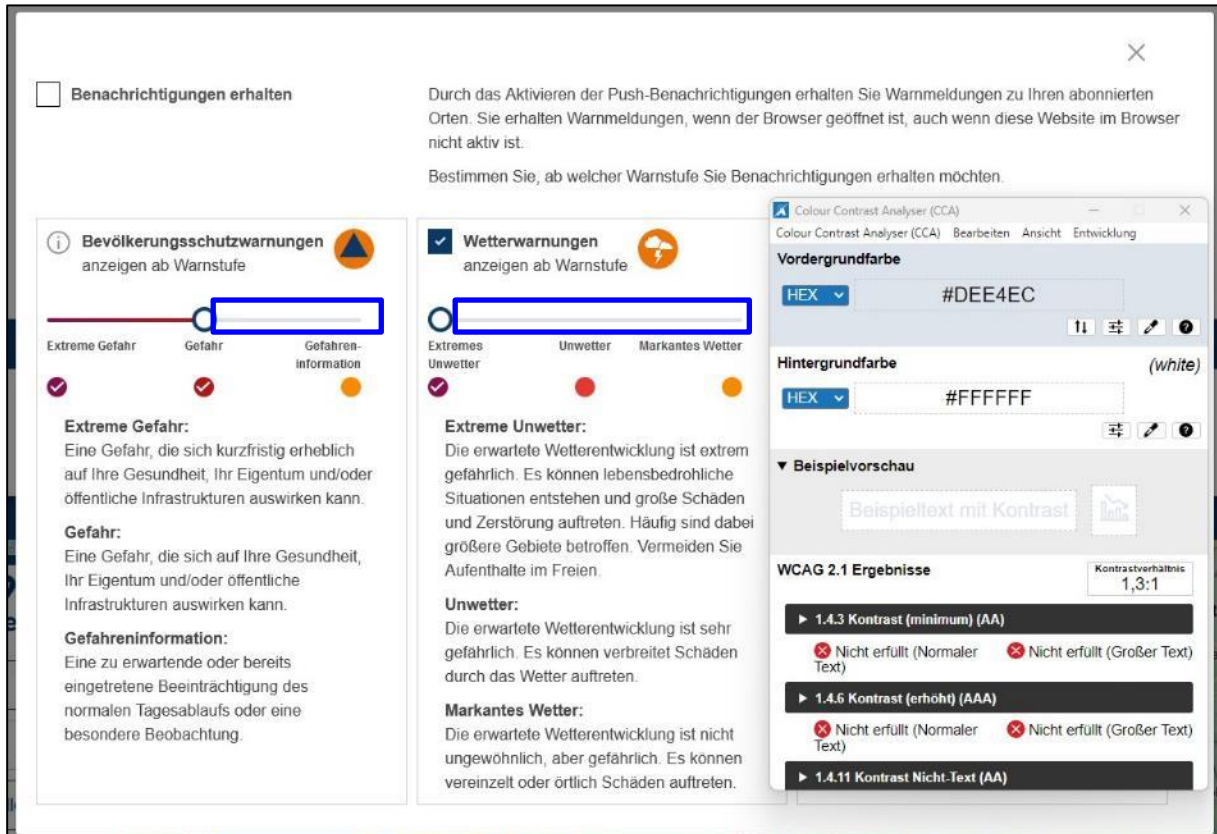 Benachrichtigungen erhalten
Durch das Aktivieren der Push-Benachrichtigungen erhalten Sie Warnmeldungen zu Ihren abonnierten
Orten. Sie erhalten Warnmeldungen, wenn der Browser geöffnet ist, auch wenn diese Website im Browser
nicht aktiv ist.
Bestimmen Sie, ab welcher Warnstufe Sie Benachrichtigungen erhalten möchten.
Bevölkerungsschutzwarnungen
anzeigen ab Warnstufe
Extreme Gefahr
Gefahr
Gefahren-
information
Extreme Gefahr:
Eine Gefahr, die sich kurzfristig erheblich
auf Ihre Gesundheit, Ihr Eigentum und/oder
öffentliche Infrastrukturen auswirken kann.
Gefahr:
Eine Gefahr, die sich auf Ihre Gesundheit,
Ihr Eigentum und/oder öffentliche
Infrastrukturen auswirken kann.
Gefahreninformation:
Eine zu erwartende oder bereits
eingetretene Beeinträchtigung des
normalen Tagesablaufs oder eine
besondere Beobachtung.
Wetterwarnungen
anzeigen ab Warnstufe
Extremes
Unwetter
Unwetter
Markantes Wetter
Extreme Unwetter:
Die erwartete Wetterentwicklung ist extrem
gefährlich. Es können lebensbedrohliche
Situationen entstehen und große Schäden
und Zerstörung auftreten. Häufig sind dabei
größere Gebiete betroffen. Vermeiden Sie
Aufenthalte im Freien.
Unwetter:
Die erwartete Wetterentwicklung ist sehr
gefährlich. Es können verbreitet Schäden
durch das Wetter auftreten.
Markantes Wetter:
Die erwartete Wetterentwicklung ist nicht
ungewöhnlich, aber gefährlich. Es können
vereinzelt oder örtlich Schäden auftreten.
Colour Contrast Analyser (CCA)
Colour Contrast Analyser (CCA) Bearbeiten Ansicht Entwicklung
Vordergrundfarbe
HEX #DEE4EC
Hintergrundfarbe (white)
HEX #FFFFFF
Beispielvorschau
Beispieltext mit Kontrast
WCAG 2.1 Ergebnisse
Kontrastverhältnis
1,3:1
1.4.3 Kontrast (minimum) (AA)
Nicht erfüllt (Normaler Text)
Nicht erfüllt (Großer Text)
1.4.6 Kontrast (erhöht) (AAA)
Nicht erfüllt (Normaler Text)
Nicht erfüllt (Großer Text)
1.4.11 Kontrast Nicht-Text (AA)